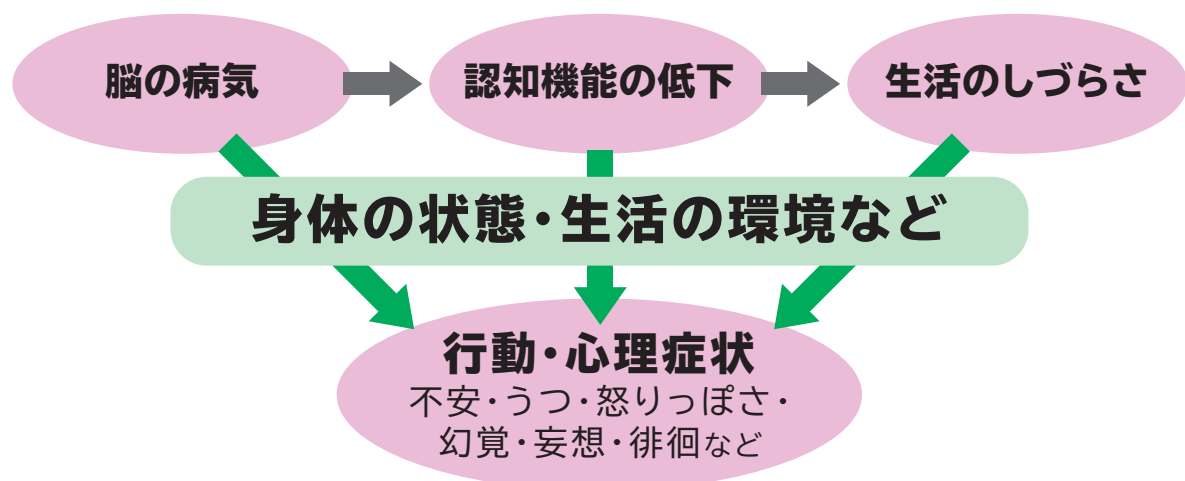 脳の病気
認知機能の低下
生活のしづらさ
身体の状態・生活の環境など
行動・心理症状
不安・うつ・怒りっぽさ・
幻覚・妄想・徘徊など